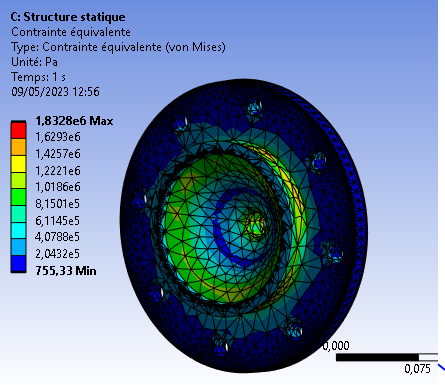 C: Structure statique
Contrainte équivalente
Type: Contrainte équivalente (von Mises)
Unité: Pa
Temps: 1 s
09/05/2023 12:56
1,8328e6 Max
1,6293e6
1,4257e6
1,2221e6
1,0186e6
8,1501e5
6,1145e5
4,0788e5
2,0432e5
755,33 Min
0,000
0,075